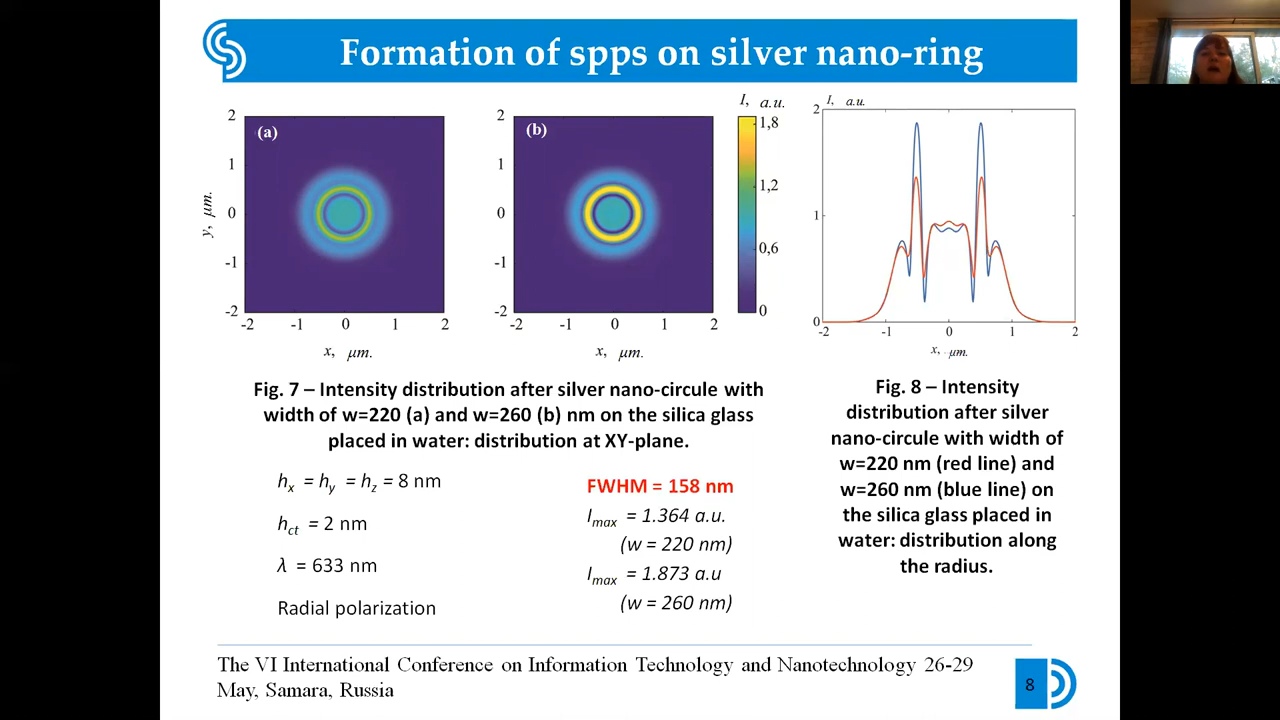 Formation of spps on silver nano-ring
I, a.u.
(a)
2
1
0
-1
-2
y, μm.
-2 -1 0 1 2
x, μm.
(b)
2
1
0
-1
-2
-2 -1 0 1 2
x, μm.
1,8
1,2
0,6
0
I, a.u.
2
1
0
-2 -1 0 1 2
x, μm.
Fig. 7 – Intensity distribution after silver nano-circule with
width of w=220 (a) and w=260 (b) nm on the silica glass
placed in water: distribution at XY-plane.
hx = hy = hz = 8 nm
hct = 2 nm
λ = 633 nm
Radial polarization
FWHM = 158 nm
Imax = 1.364 a.u.
(w = 220 nm)
Imax = 1.873 a.u
(w = 260 nm)
Fig. 8 – Intensity
distribution after silver
nano-circule with width of
w=220 nm (red line) and
w=260 nm (blue line) on
the silica glass placed in
water: distribution along
the radius.
The VI International Conference on Information Technology and Nanotechnology 26-29
May, Samara, Russia
8